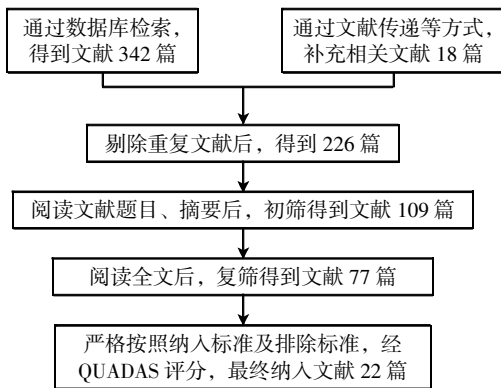 通过数据库检索，
得到文献 342 篇
通过文献传递等方式，
补充相关文献 18 篇
剔除重复文献后，得到 226 篇
阅读文献题目、摘要后，初筛得到文献 109 篇
阅读全文后，复筛得到文献 77 篇
严格按照纳入标准及排除标准，经
QUADAS 评分，最终纳入文献 22 篇